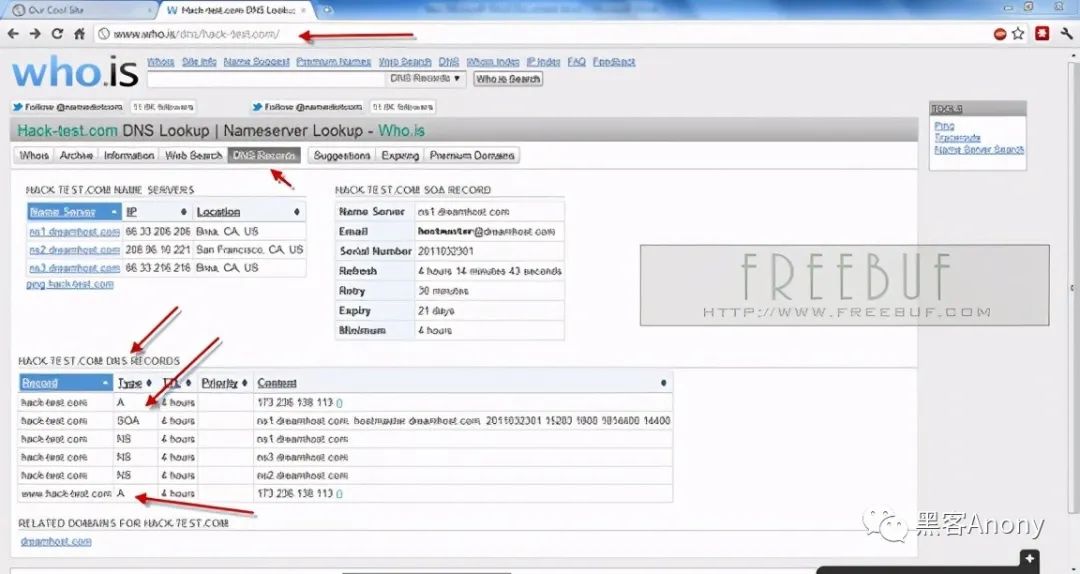 Our Cool Site
Hack-test.com DNS Lookup
www.who.is/dns/hack-test.com/
who.is
Whois Site Info Name Suggest Premium Names Web Search DNS Whois Index IP Index FAQ Feedback
DNS Records
Who.is Search
Follow @namedotcom
followers
Follow @namedotcom
followers
TOOLS
Ping
Traceroute
Name Server Search
Hack-test.com DNS Lookup | Nameserver Lookup - Who.is
Whois Archive Information Web Search DNS Records Suggestions Expiring Premium Domains
HACK-TEST.COM NAME SERVERS
Name Server IP Location
ns1.dreamhost.com 66.33.206.206 Brea, CA, US
ns2.dreamhost.com 208.96.10.221 San Francisco, CA, US
ns3.dreamhost.com 66.33.216.216 Brea, CA, US
ping hack-test.com
HACK-TEST.COM SOA RECORD
Name Server ns1.dreamhost.com
Email hostmaster@dreamhost.com
Serial Number 2011032301
Refresh 4 hours 14 minutes 43 seconds
Retry 30 minutes
Expiry 21 days
Minimum 4 hours
FREEBUF
HTTP://WWW.FREEBUF.COM
HACK-TEST.COM DNS RECORDS
Record Type TTL Priority Content
hack-test.com A 4 hours 173.236.138.113 ()
hack-test.com SOA 4 hours ns1.dreamhost.com. hostmaster.dreamhost.com. 2011032301 15283 1800 1814400 14400
hack-test.com NS 4 hours ns1.dreamhost.com
hack-test.com NS 4 hours ns3.dreamhost.com
hack-test.com NS 4 hours ns2.dreamhost.com
www.hack-test.com A 4 hours 173.236.138.113 ()
RELATED DOMAINS FOR HACK-TEST.COM
dreamhost.com
黑客Anony